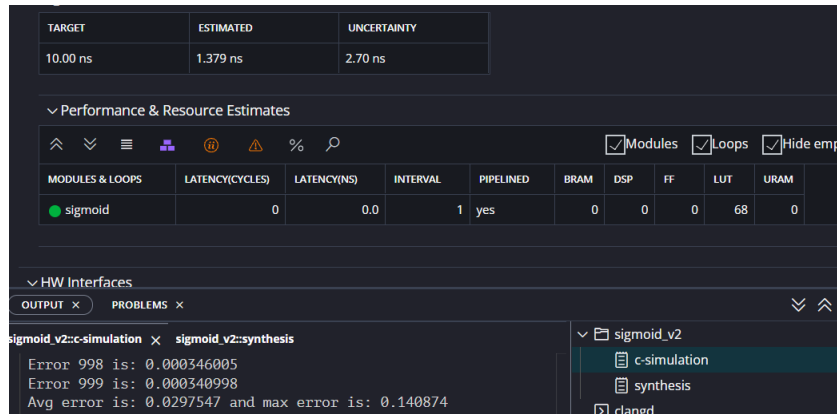 TARGET ESTIMATED UNCERTAINTY
10.00 ns 1.379 ns 2.70 ns
Performance & Resource Estimates
Modules Loops Hide emp
MODULES & LOOPS LATENCY(CYCLES) LATENCY(NS) INTERVAL PIPELINED BRAM DSP FF LUT URAM
sigmoid 0 0.0 1 yes 0 0 0 68 0
HW Interfaces
OUTPUT × PROBLEMS ×
sigmoid_v2::c-simulation × sigmoid_v2::synthesis
Error 998 is: 0.000346005
Error 999 is: 0.000340998
Avg error is: 0.0297547 and max error is: 0.140874
sigmoid_v2
c-simulation
synthesis
clangd